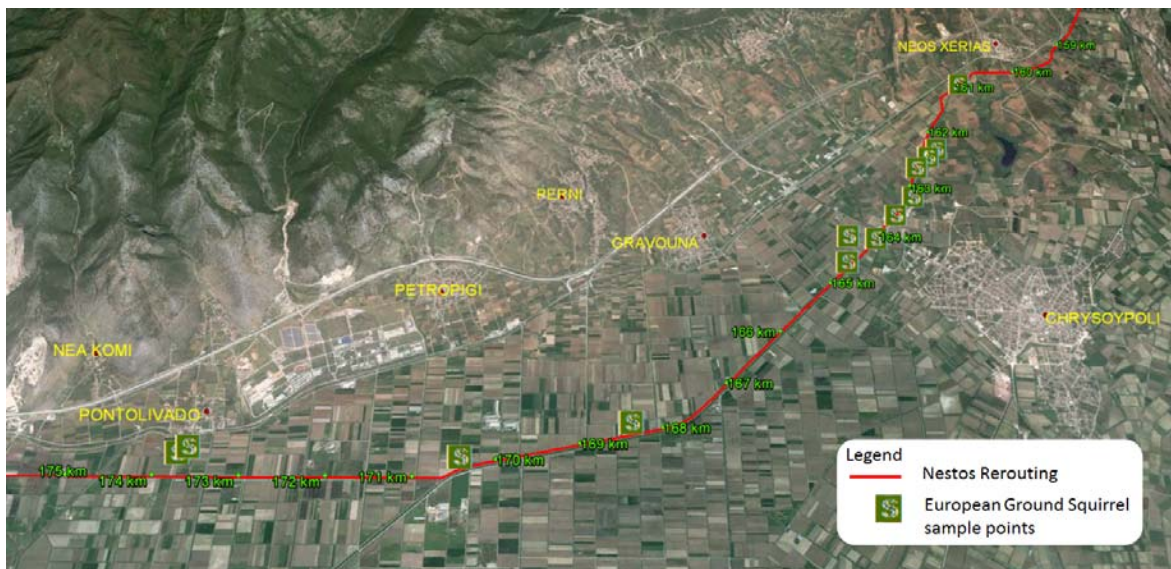 NEOS XERIAS
159 km
160 km
161 km
162 km
PERNI
163 km
GRAVOUNA
164 km
165 km
PETROPIGI
CHRYSOYPOLI
166 km
NEA KOMI
167 km
PONTOLIVADO
168 km
169 km
170 km
175 km
174 km
173 km
172 km
171 km
Legend
Nestos Rerouting
European Ground Squirrel
sample points